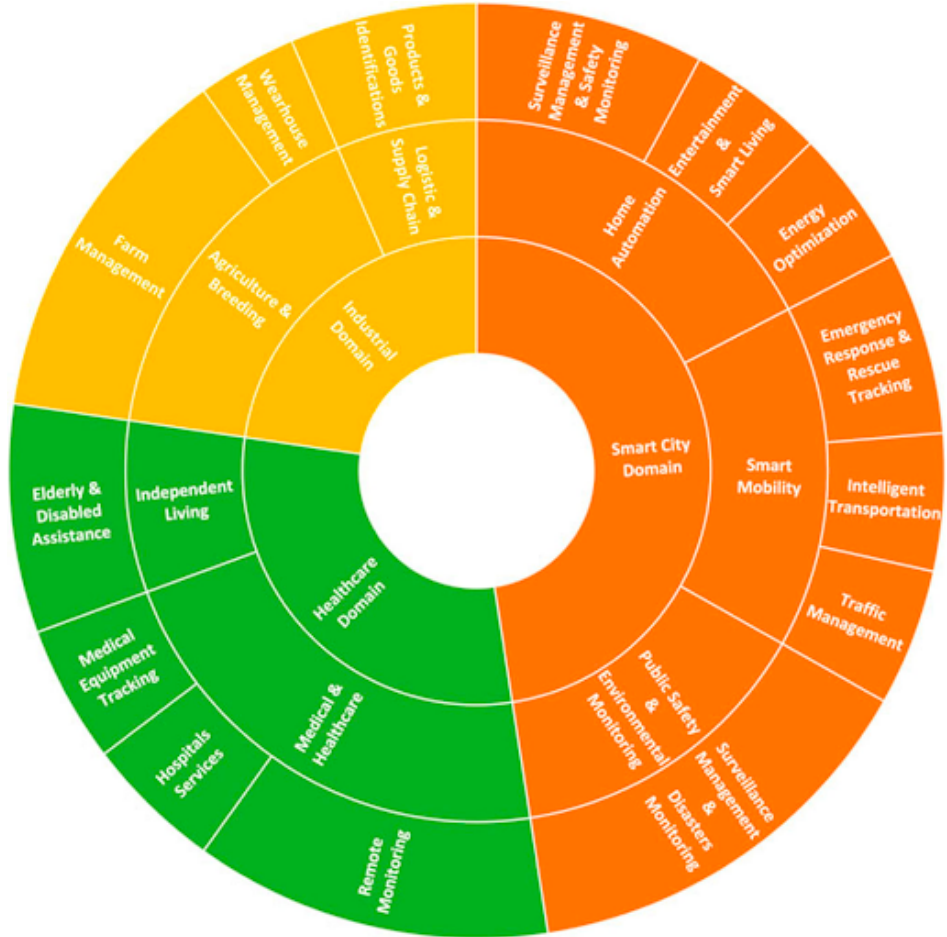 Surveillance
Management
& Safety
Monitoring
Entertainment
&
Smart Living
Energy
Optimization
Emergency
Response &
Rescue
Tracking
Intelligent
Transportation
Traffic
Management
Surveillance
Management
&
Disasters
Monitoring
Remote
Monitoring
Hospitals
Services
Medical
Equipment
Tracking
Elderly &
Disabled
Assistance
Farm
Management
Wearhouse
Management
Products &
Goods
Identifications
Home
Automation
Smart
Mobility
Public Safety
&
Environmental
Monitoring
Medical &
Healthcare
Independent
Living
Agriculture &
Breeding
Logistic &
Supply Chain
Smart City
Domain
Healthcare
Domain
Industrial
Domain